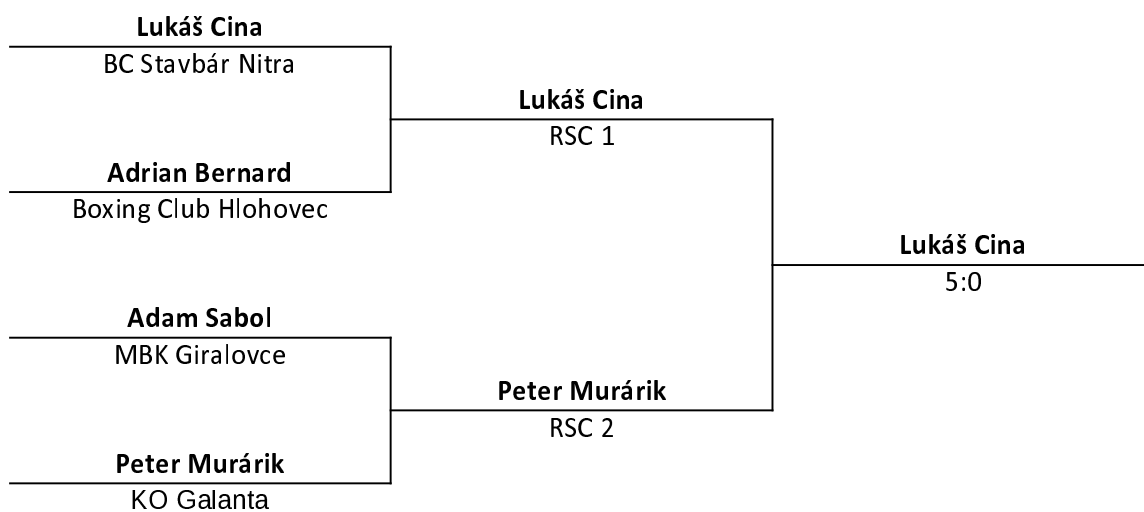 Lukáš Cina
BC Stavbár Nitra
Adrian Bernard
Boxing Club Hlohovec
Adam Sabol
MBK Giralovce
Peter Murárik
KO Galanta
Lukáš Cina
RSC 1
Peter Murárik
RSC 2
Lukáš Cina
5:0